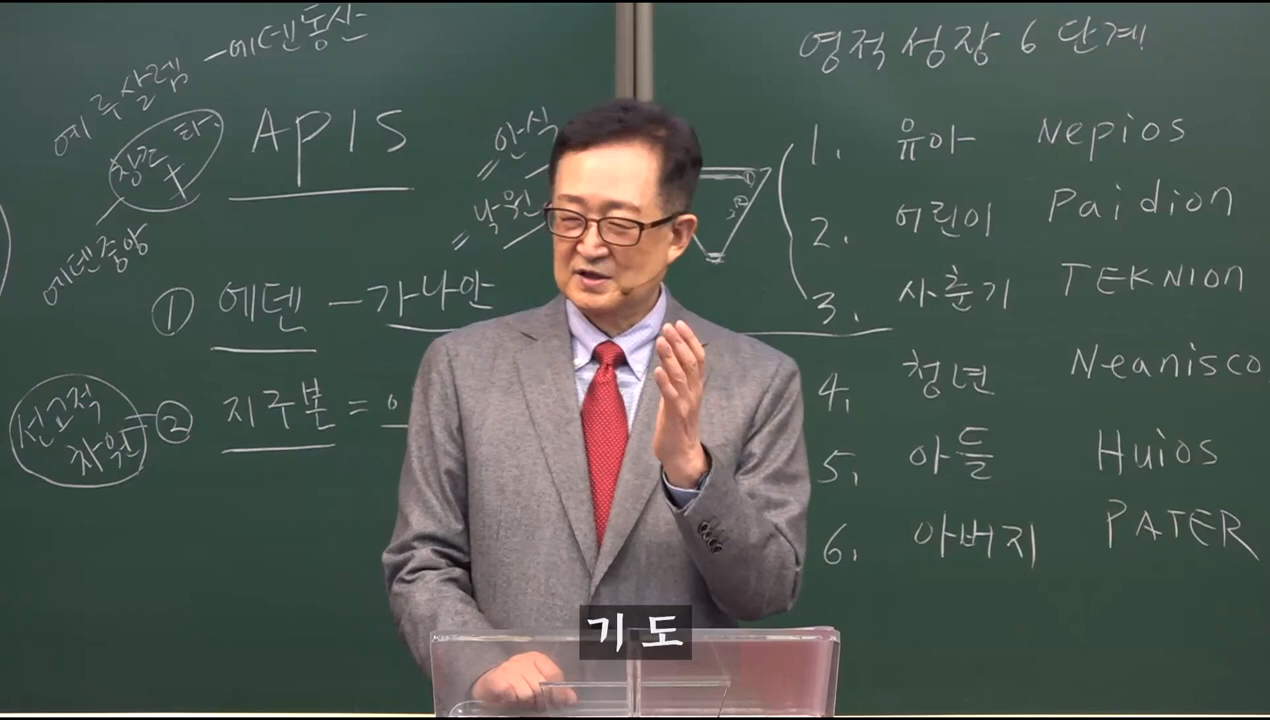 예루살렘 - 에덴동산
APIS
에덴중앙
안식
낙원
① 에덴 - 가나안
선교적
차원
② 지구본 =
영적성장 6 단계
1. 유아 Nepios
2. 어린이 Paidion
3. 사춘기 TEKNION
4. 청년 Neanisco
5. 아들 Huios
6. 아버지 PATER
기도